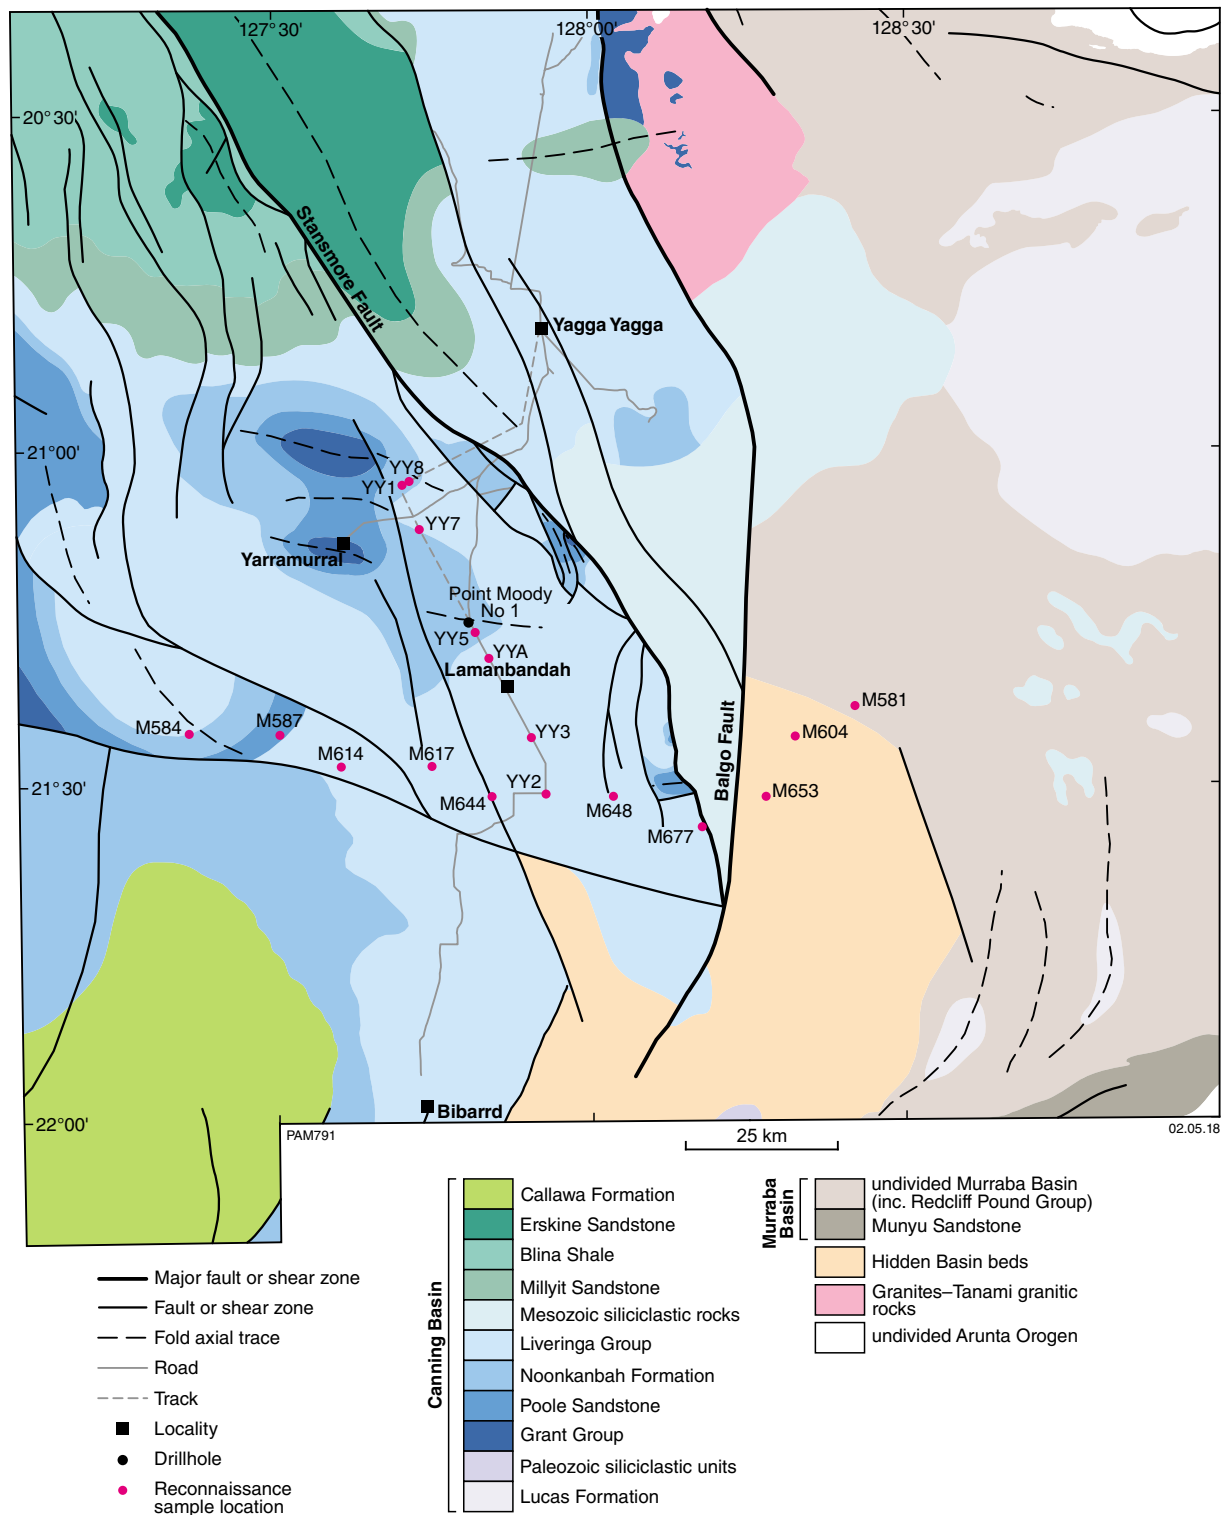 127°30'
128°00'
128°30'
20°30'
Stansmore Fault
Yagga Yagga
21°00'
YY8
YY1
YY7
Yarramurral
Point Moody
No 1
YY5
YYA
Lamanbandah
M584
M587
M614
M617
YY3
M581
M604
Balgo Fault
21°30'
M644
YY2
M648
M653
M677
Bibarrd
22°00'
PAM791
25 km
02.05.18
Major fault or shear zone
Fault or shear zone
Fold axial trace
Road
Track
Locality
Drillhole
Reconnaissance
sample location
Canning Basin
Callawa Formation
Erskine Sandstone
Blina Shale
Millyit Sandstone
Mesozoic siliciclastic rocks
Liveringa Group
Noonkanbah Formation
Poole Sandstone
Grant Group
Paleozoic siliciclastic units
Lucas Formation
Murraba
Basin
undivided Murraba Basin
(inc. Redcliff Pound Group)
Munyu Sandstone
Hidden Basin beds
Granites–Tanami granitic
rocks
undivided Arunta Orogen